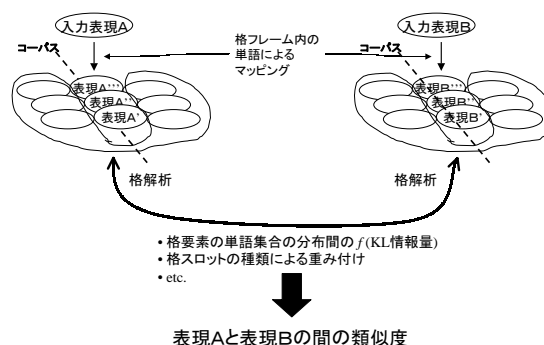 入力表現A
入力表現B
格フレーム内の
単語による
マッピング
コーパス
コーパス
表現A'''
表現A''
表現A'
表現B'''
表現B''
表現B'
格解析
格解析
• 格要素の単語集合の分布間の f (KL情報量)
• 格スロットの種類による重み付け
• etc.
表現Aと表現Bの間の類似度